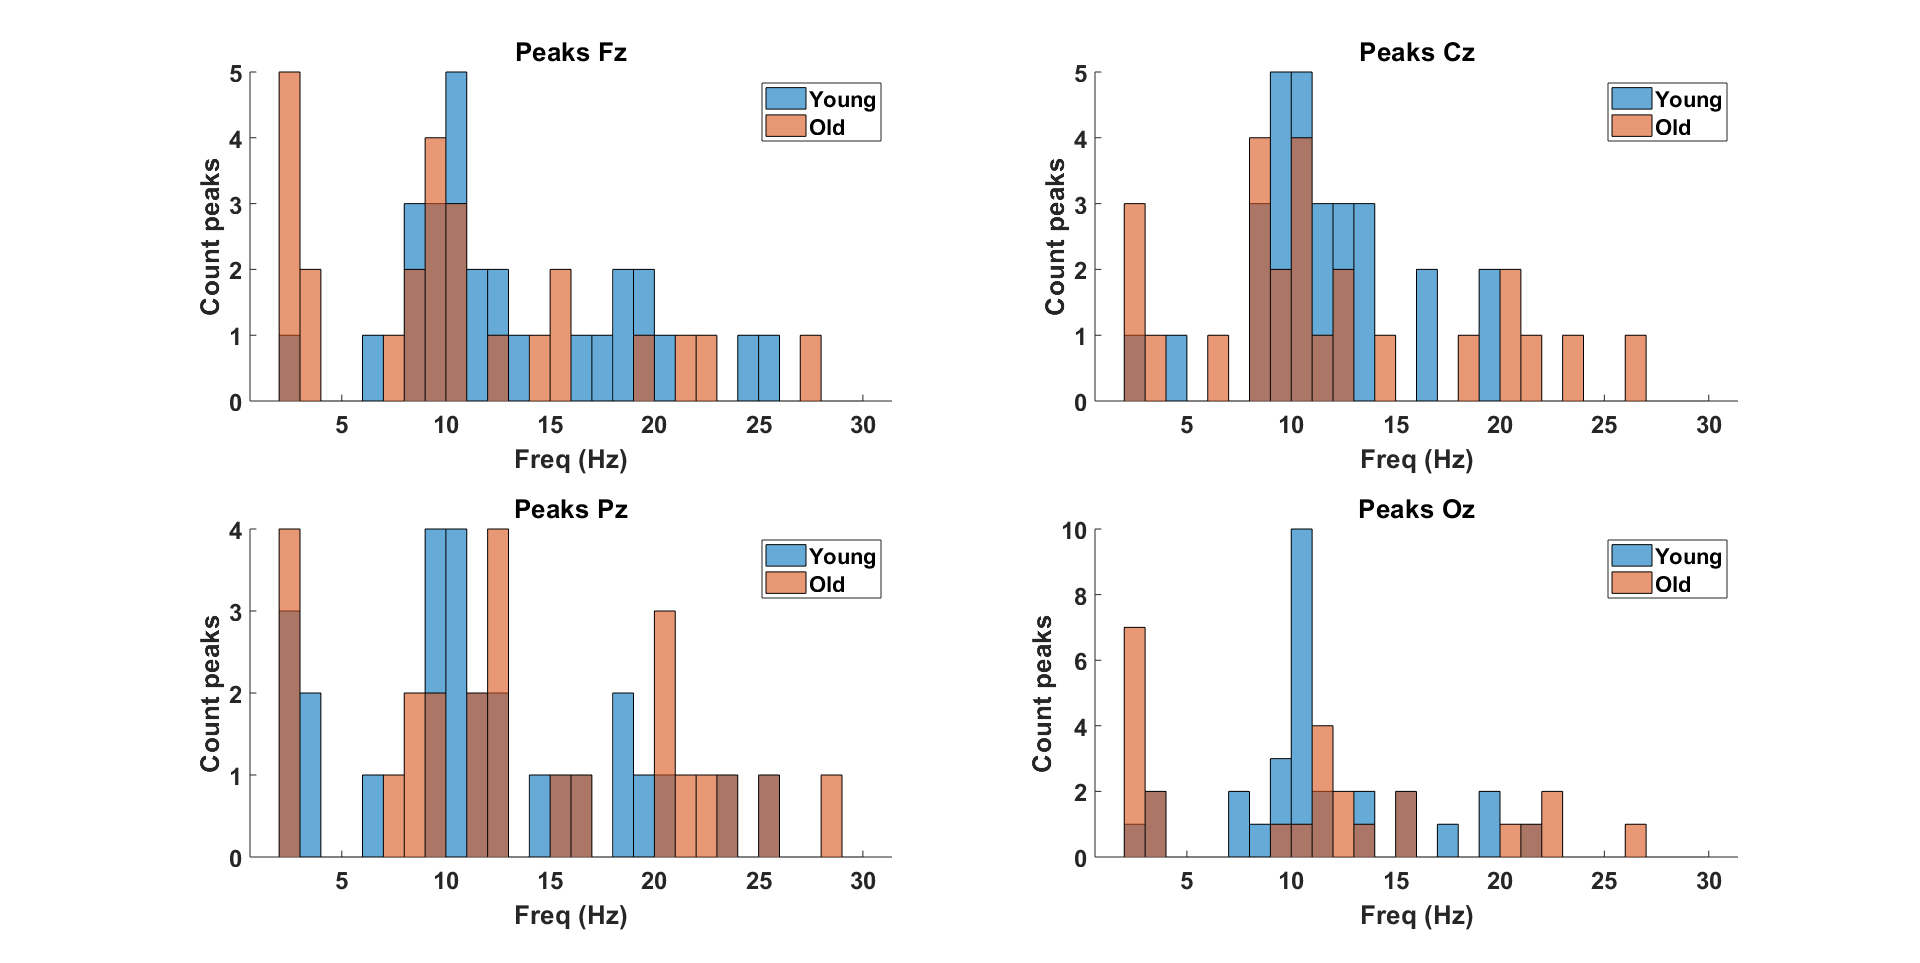 Peaks Fz
5
4
3
2
1
0
Count peaks
Young
Old
5 10 15 20 25 30
Freq (Hz)
Peaks Cz
5
4
3
2
1
0
Count peaks
Young
Old
5 10 15 20 25 30
Freq (Hz)
Peaks Pz
4
3
2
1
0
Count peaks
Young
Old
5 10 15 20 25 30
Freq (Hz)
Peaks Oz
10
8
6
4
2
0
Count peaks
Young
Old
5 10 15 20 25 30
Freq (Hz)